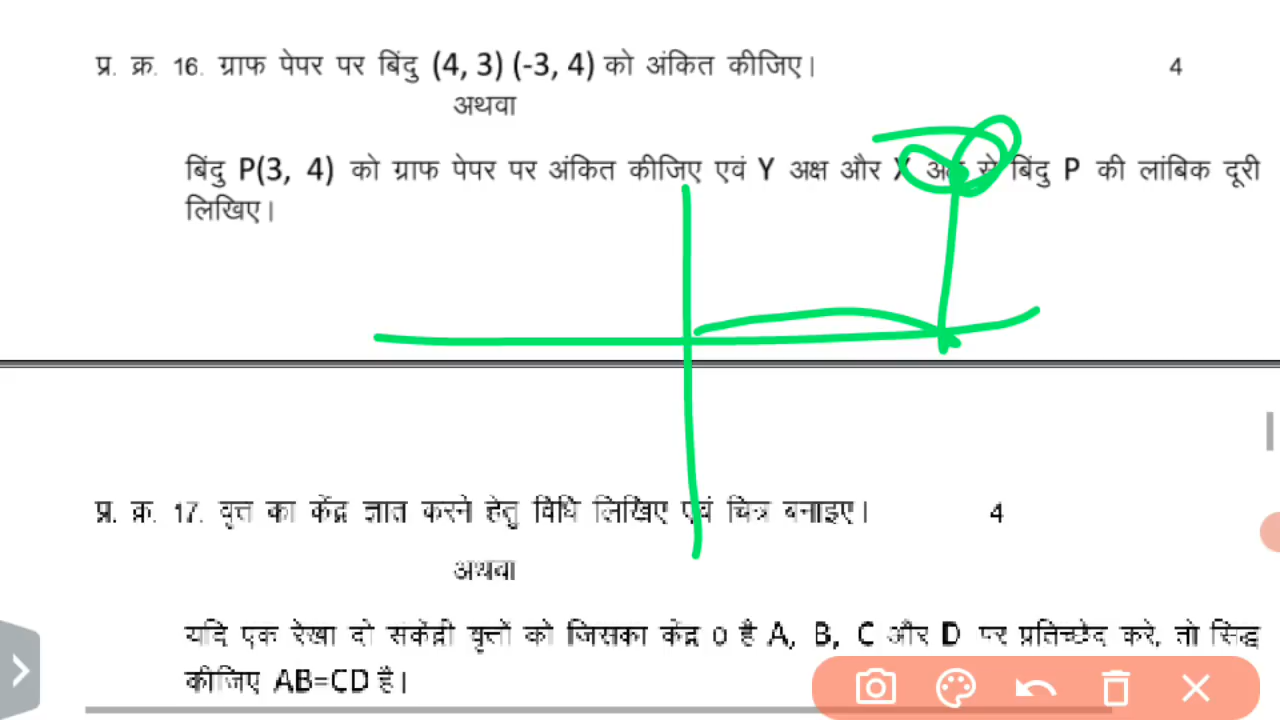 प्र. क्र. 16. ग्राफ पेपर पर बिंदु (4, 3) (-3, 4) को अंकित कीजिए। 4
अथवा
बिंदु P(3, 4) को ग्राफ पेपर पर अंकित कीजिए एवं Y अक्ष और X अक्ष से बिंदु P की लांबिक दूरी
लिखिए।
प्र. क्र. 17. वृत्त का केंद्र ज्ञात करने हेतु विधि लिखिए एवं चित्र बनाइए। 4
अथवा
यदि एक रेखा दो संकेंद्री वृत्तों को जिसका केंद्र o है A, B, C और D पर प्रतिच्छेद करे, तो सिद्ध
कीजिए AB=CD है।